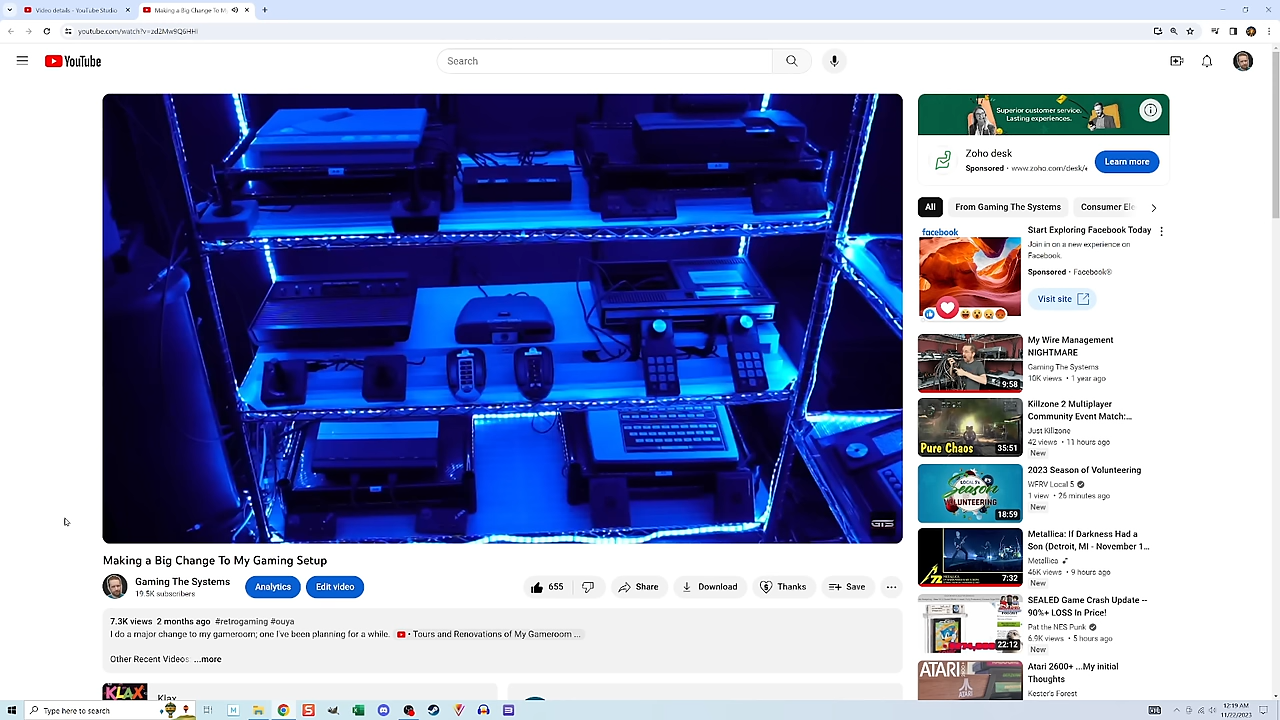 Video details - YouTube Studio
Making a Big Change To M
youtube.com/watch?v=zd2Mw9Q6HHI
YouTube
Search
Superior customer service.
Lasting experiences.
Zoho desk
Sponsored · www.zoho.com/desk/
Learn more
All
From Gaming The Systems
Consumer Ele
facebook
Start Exploring Facebook Today
Join in on a new experience on
Facebook.
Sponsored · Facebook®
Visit site
My Wire Management
NIGHTMARE
Gaming The Systems
10K views • 1 year ago
9:58
Killzone 2 Multiplayer
Community Event Match:...
Just Killzone
42 views • 11 hours ago
New
Pure Chaos
35:51
2023 Season of Volunteering
WFRV Local 5
1 view • 26 minutes ago
New
LOCAL 5's
Season
VOLUNTEERING
18:59
Metallica: If Darkness Had a
Son (Detroit, MI - November 1...
Metallica
46K views • 9 hours ago
New
7:32
SEALED Game Crash Update --
90%+ LOSS In Price!
Pat the NES Punk
6.9K views • 5 hours ago
New
22:12
Atari 2600+ ...My initial
Thoughts
Kester's Forest
ATARI
ATARI
GTS
Making a Big Change To My Gaming Setup
Gaming The Systems
19.5K subscribers
Analytics
Edit video
655
Share
Download
Thanks
Save
7.3K views 2 months ago #retrogaming #ouya
I do a major change to my gameroom; one I've been planning for a while. • Tours and Renovations of My Gameroom
Other Recent Videos ...more
KLAX
Klax
Type here to search
12:19 AM
11/22/2023